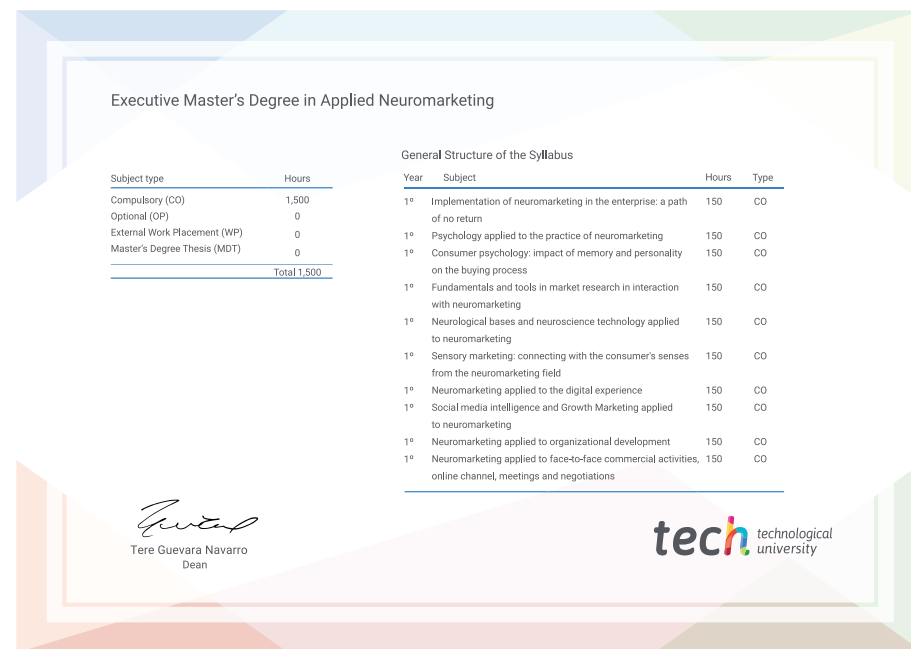 Executive Master's Degree in Applied Neuromarketing
Subject type Hours
Compulsory (CO) 1,500
Optional (OP) 0
External Work Placement (WP) 0
Master's Degree Thesis (MDT) 0
Total 1,500
General Structure of the Syllabus
Year Subject Hours Type
1º Implementation of neuromarketing in the enterprise: a path 150 CO
of no return
1º Psychology applied to the practice of neuromarketing 150 CO
1º Consumer psychology: impact of memory and personality 150 CO
on the buying process
1º Fundamentals and tools in market research in interaction 150 CO
with neuromarketing
1º Neurological bases and neuroscience technology applied 150 CO
to neuromarketing
1º Sensory marketing: connecting with the consumer's senses 150 CO
from the neuromarketing field
1º Neuromarketing applied to the digital experience 150 CO
1º Social media intelligence and Growth Marketing applied 150 CO
to neuromarketing
1º Neuromarketing applied to organizational development 150 CO
1º Neuromarketing applied to face-to-face commercial activities, 150 CO
online channel, meetings and negotiations
Tere Guevara Navarro
Dean
tech technological
university